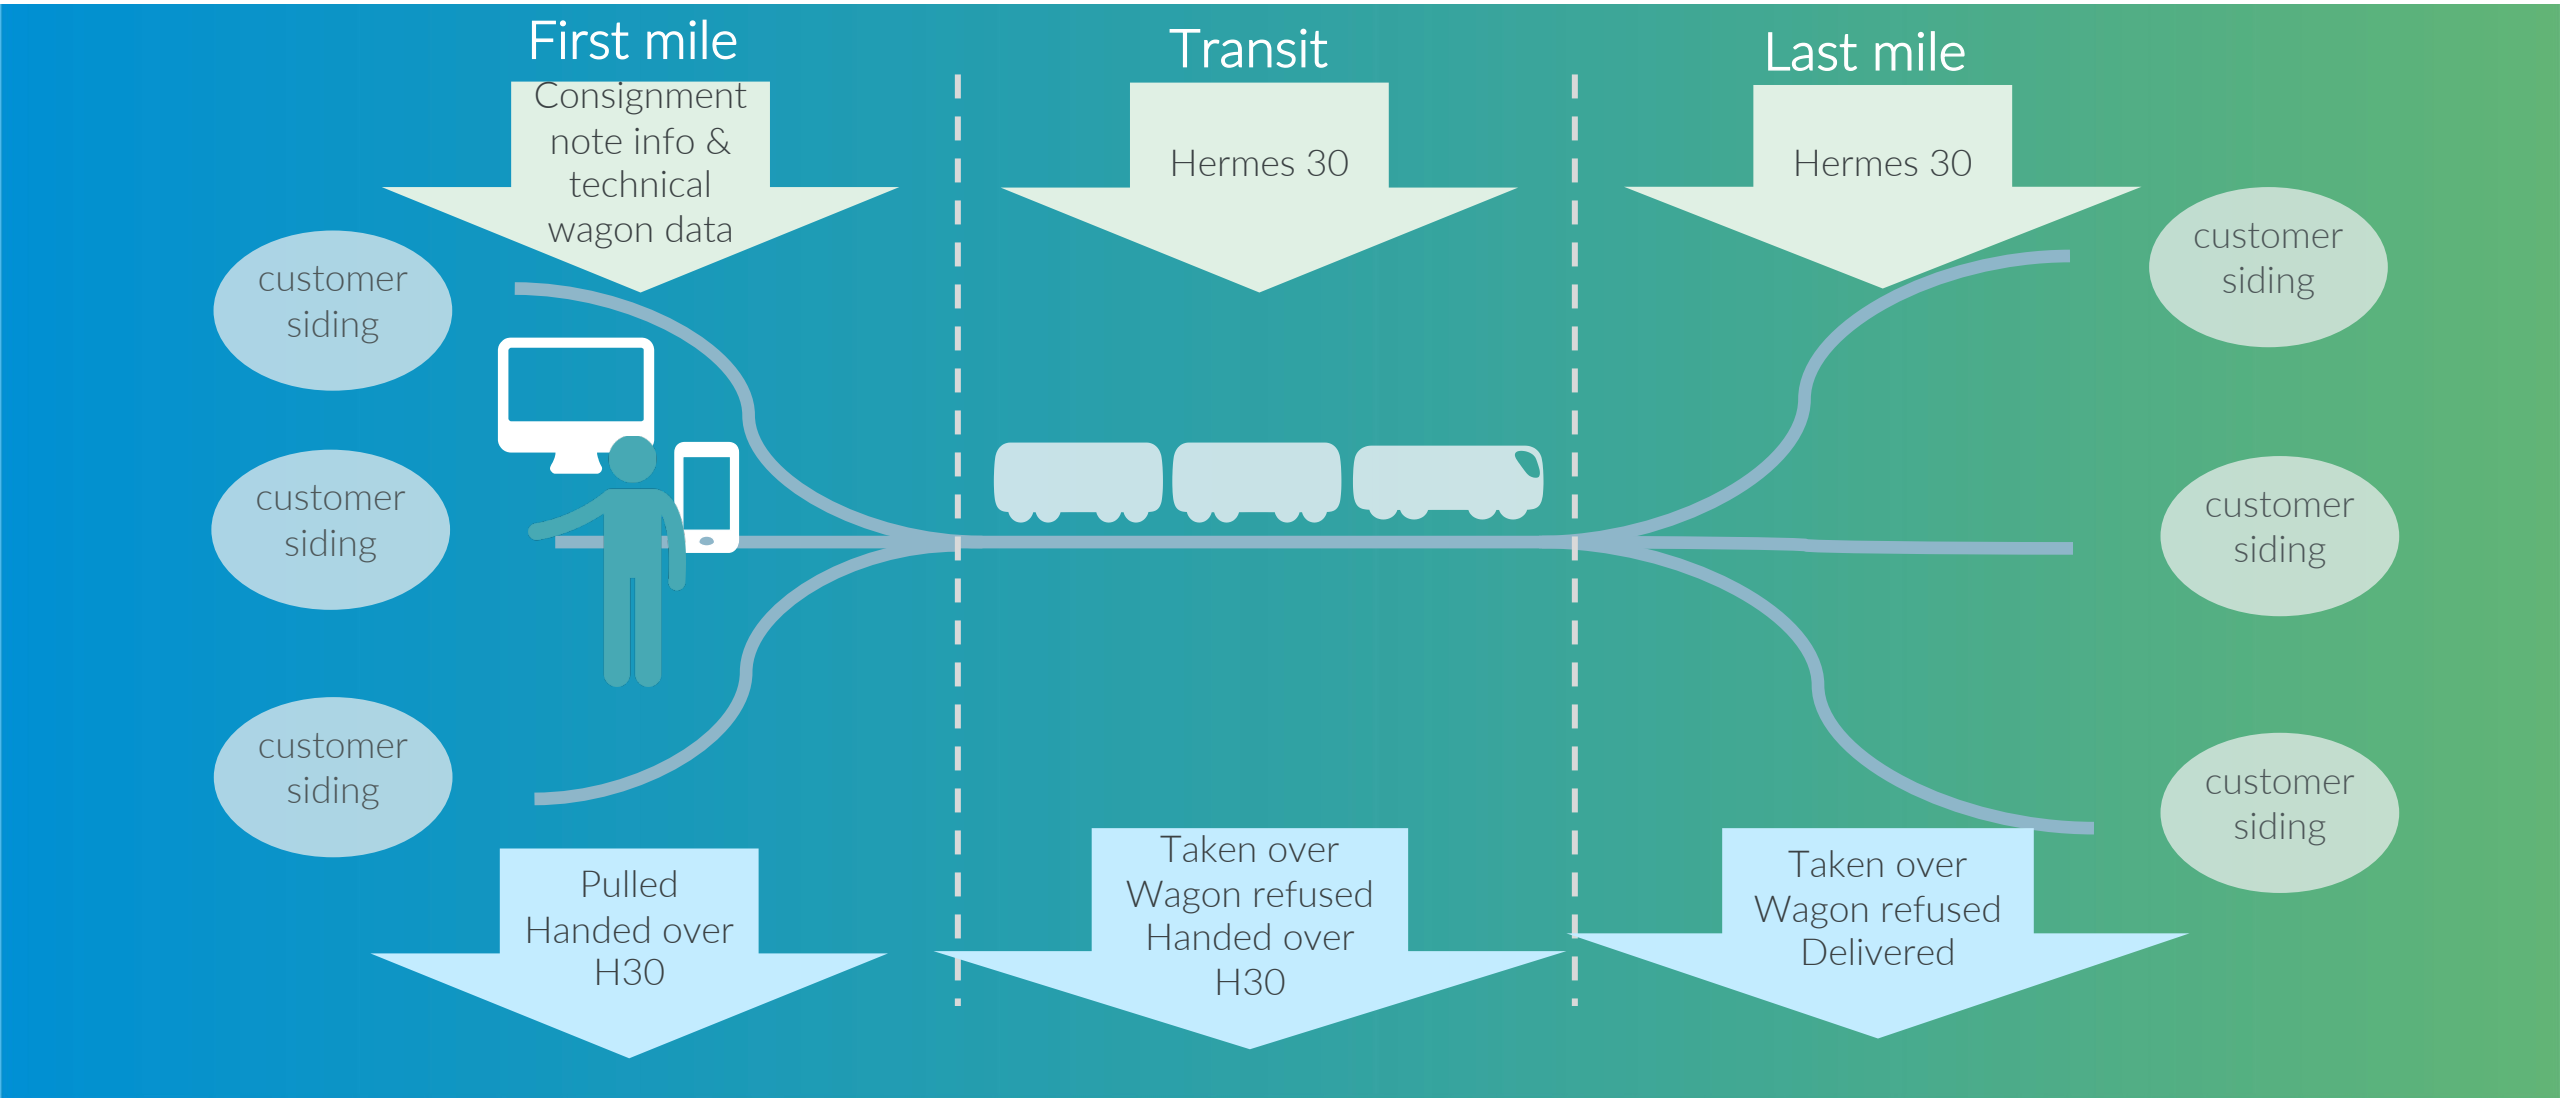 First mile
Transit
Last mile
Consignment
note info &
technical
wagon data
Hermes 30
Hermes 30
customer
siding
customer
siding
customer
siding
customer
siding
customer
siding
customer
siding
Pulled
Handed over
H30
Taken over
Wagon refused
Handed over
H30
Taken over
Wagon refused
Delivered